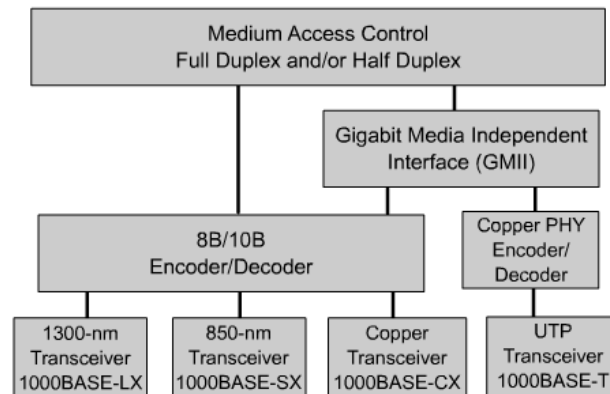 Medium Access Control
Full Duplex and/or Half Duplex
Gigabit Media Independent
Interface (GMII)
8B/10B
Encoder/Decoder
Copper PHY
Encoder/
Decoder
1300-nm
Transceiver
1000BASE-LX
850-nm
Transceiver
1000BASE-SX
Copper
Transceiver
1000BASE-CX
UTP
Transceiver
1000BASE-T